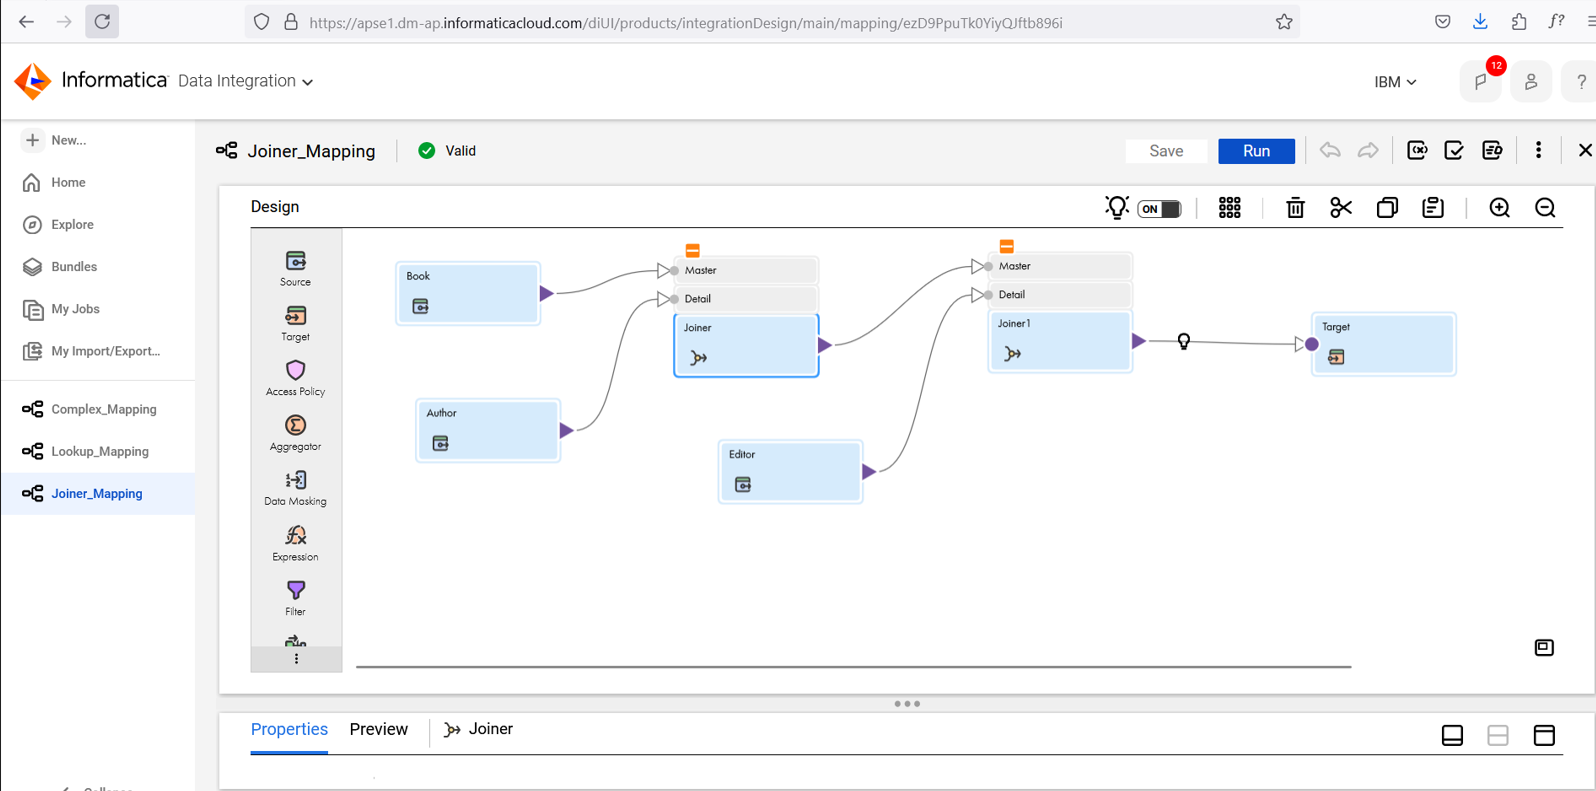 https://apse1.dm-ap.informaticacloud.com/diUI/products/integrationDesign/main/mapping/ezD9PpuTk0YiyQJftb896i
f?
Informatica Data Integration
IBM
12
?
New...
Home
Explore
Bundles
My Jobs
My Import/Export...
Complex_Mapping
Lookup_Mapping
Joiner_Mapping
Joiner_Mapping
Valid
Save
Run
Design
ON
Source
Target
Access Policy
Aggregator
Data Masking
Expression
Filter
Book
Author
Master
Detail
Joiner
Editor
Master
Detail
Joiner1
Target
Properties
Preview
Joiner